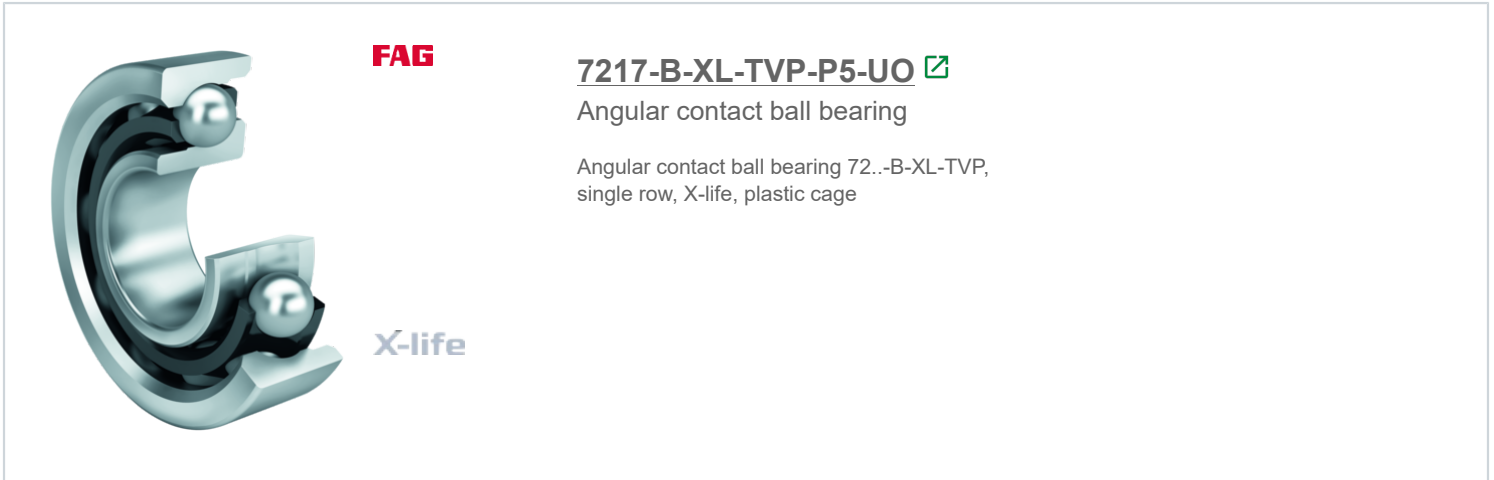 FAG
7217-B-XL-TVP-P5-UO
Angular contact ball bearing
Angular contact ball bearing 72..-B-XL-TVP,
single row, X-life, plastic cage
X-life